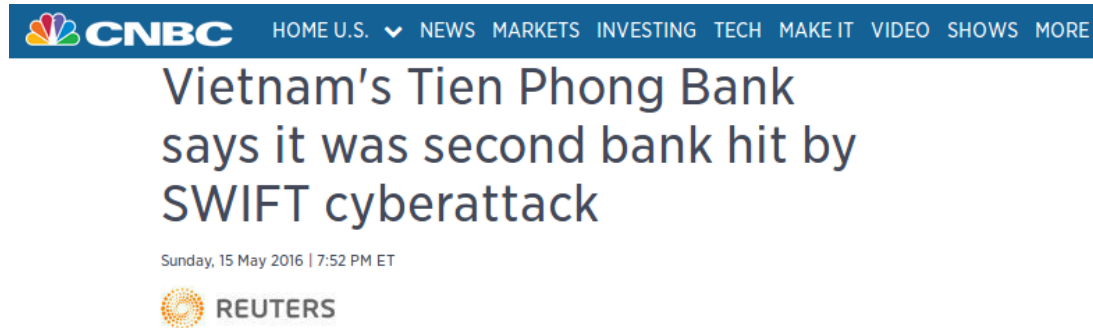 CNBC HOME U.S. NEWS MARKETS INVESTING TECH MAKE IT VIDEO SHOWS MORE
Vietnam's Tien Phong Bank
says it was second bank hit by
SWIFT cyberattack
Sunday, 15 May 2016 | 7:52 PM ET
REUTERS